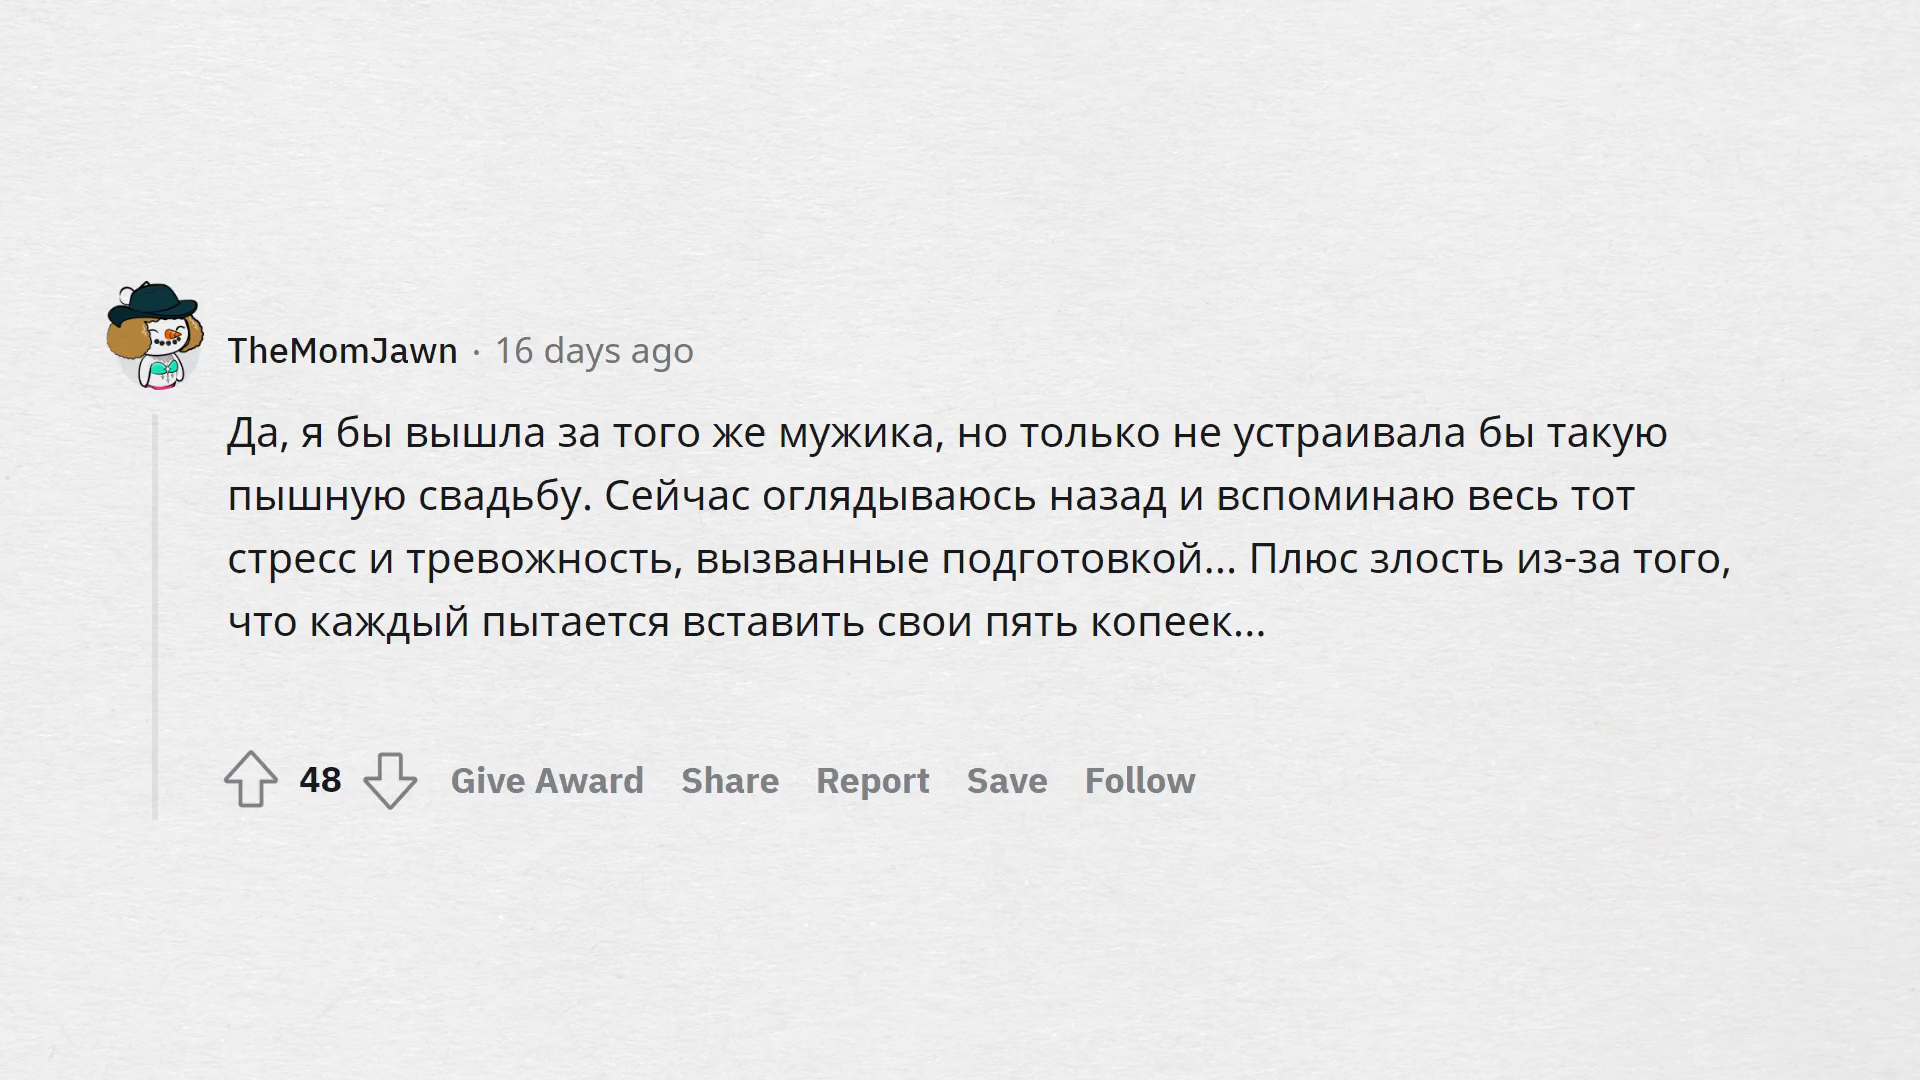 TheMomJawn · 16 days ago
Да, я бы вышла за того же мужика, но только не устраивала бы такую
пышную свадьбу. Сейчас оглядываюсь назад и вспоминаю весь тот
стресс и тревожность, вызванные подготовкой... Плюс злость из-за того,
что каждый пытается вставить свои пять копеек...
48 Give Award Share Report Save Follow